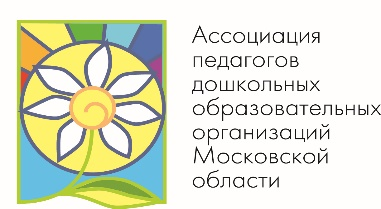 Ассоциация
педагогов
дошкольных
образовательных
организаций
Московской
области